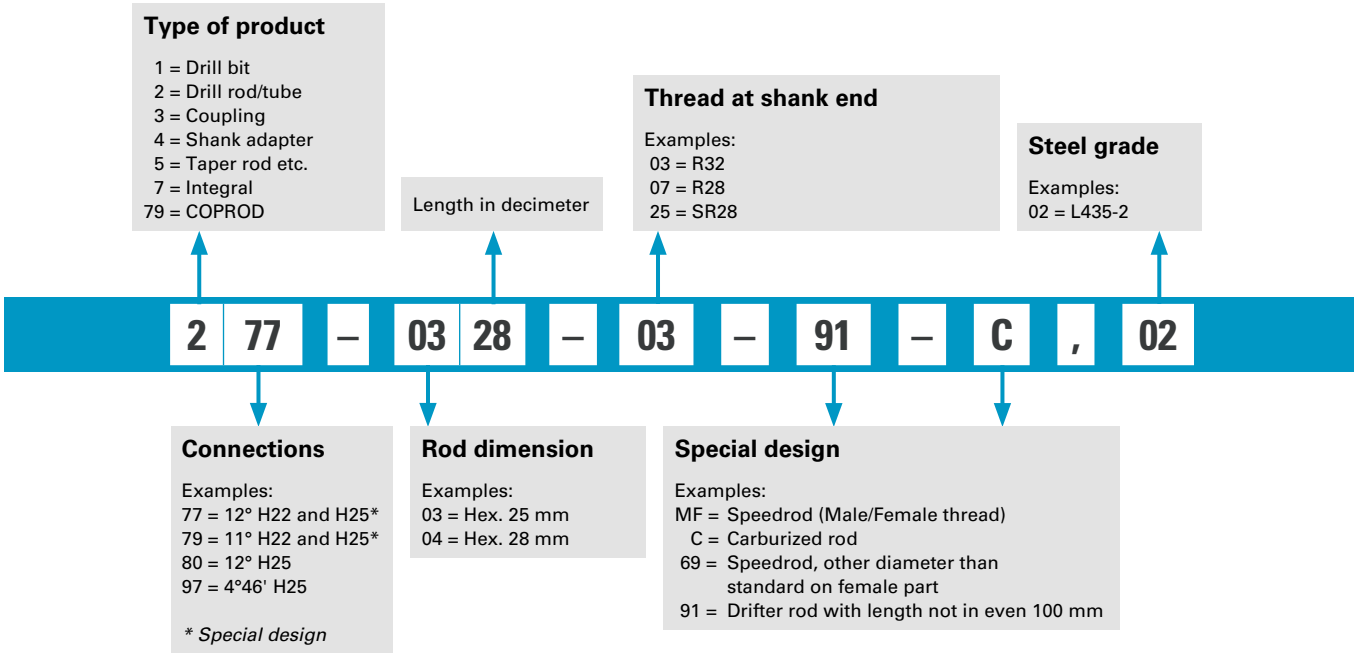 Type of product
1 = Drill bit
2 = Drill rod/tube
3 = Coupling
4 = Shank adapter
5 = Taper rod etc.
7 = Integral
79 = COPROD
Length in decimeter
Thread at shank end
Examples:
03 = R32
07 = R28
25 = SR28
Steel grade
Examples:
02 = L435-2
2 77 – 03 28 – 03 – 91 – C , 02
Connections
Examples:
77 = 12° H22 and H25*
79 = 11° H22 and H25*
80 = 12° H25
97 = 4°46' H25
* Special design
Rod dimension
Examples:
03 = Hex. 25 mm
04 = Hex. 28 mm
Special design
Examples:
MF = Speedrod (Male/Female thread)
C = Carburized rod
69 = Speedrod, other diameter than
standard on female part
91 = Drifter rod with length not in even 100 mm